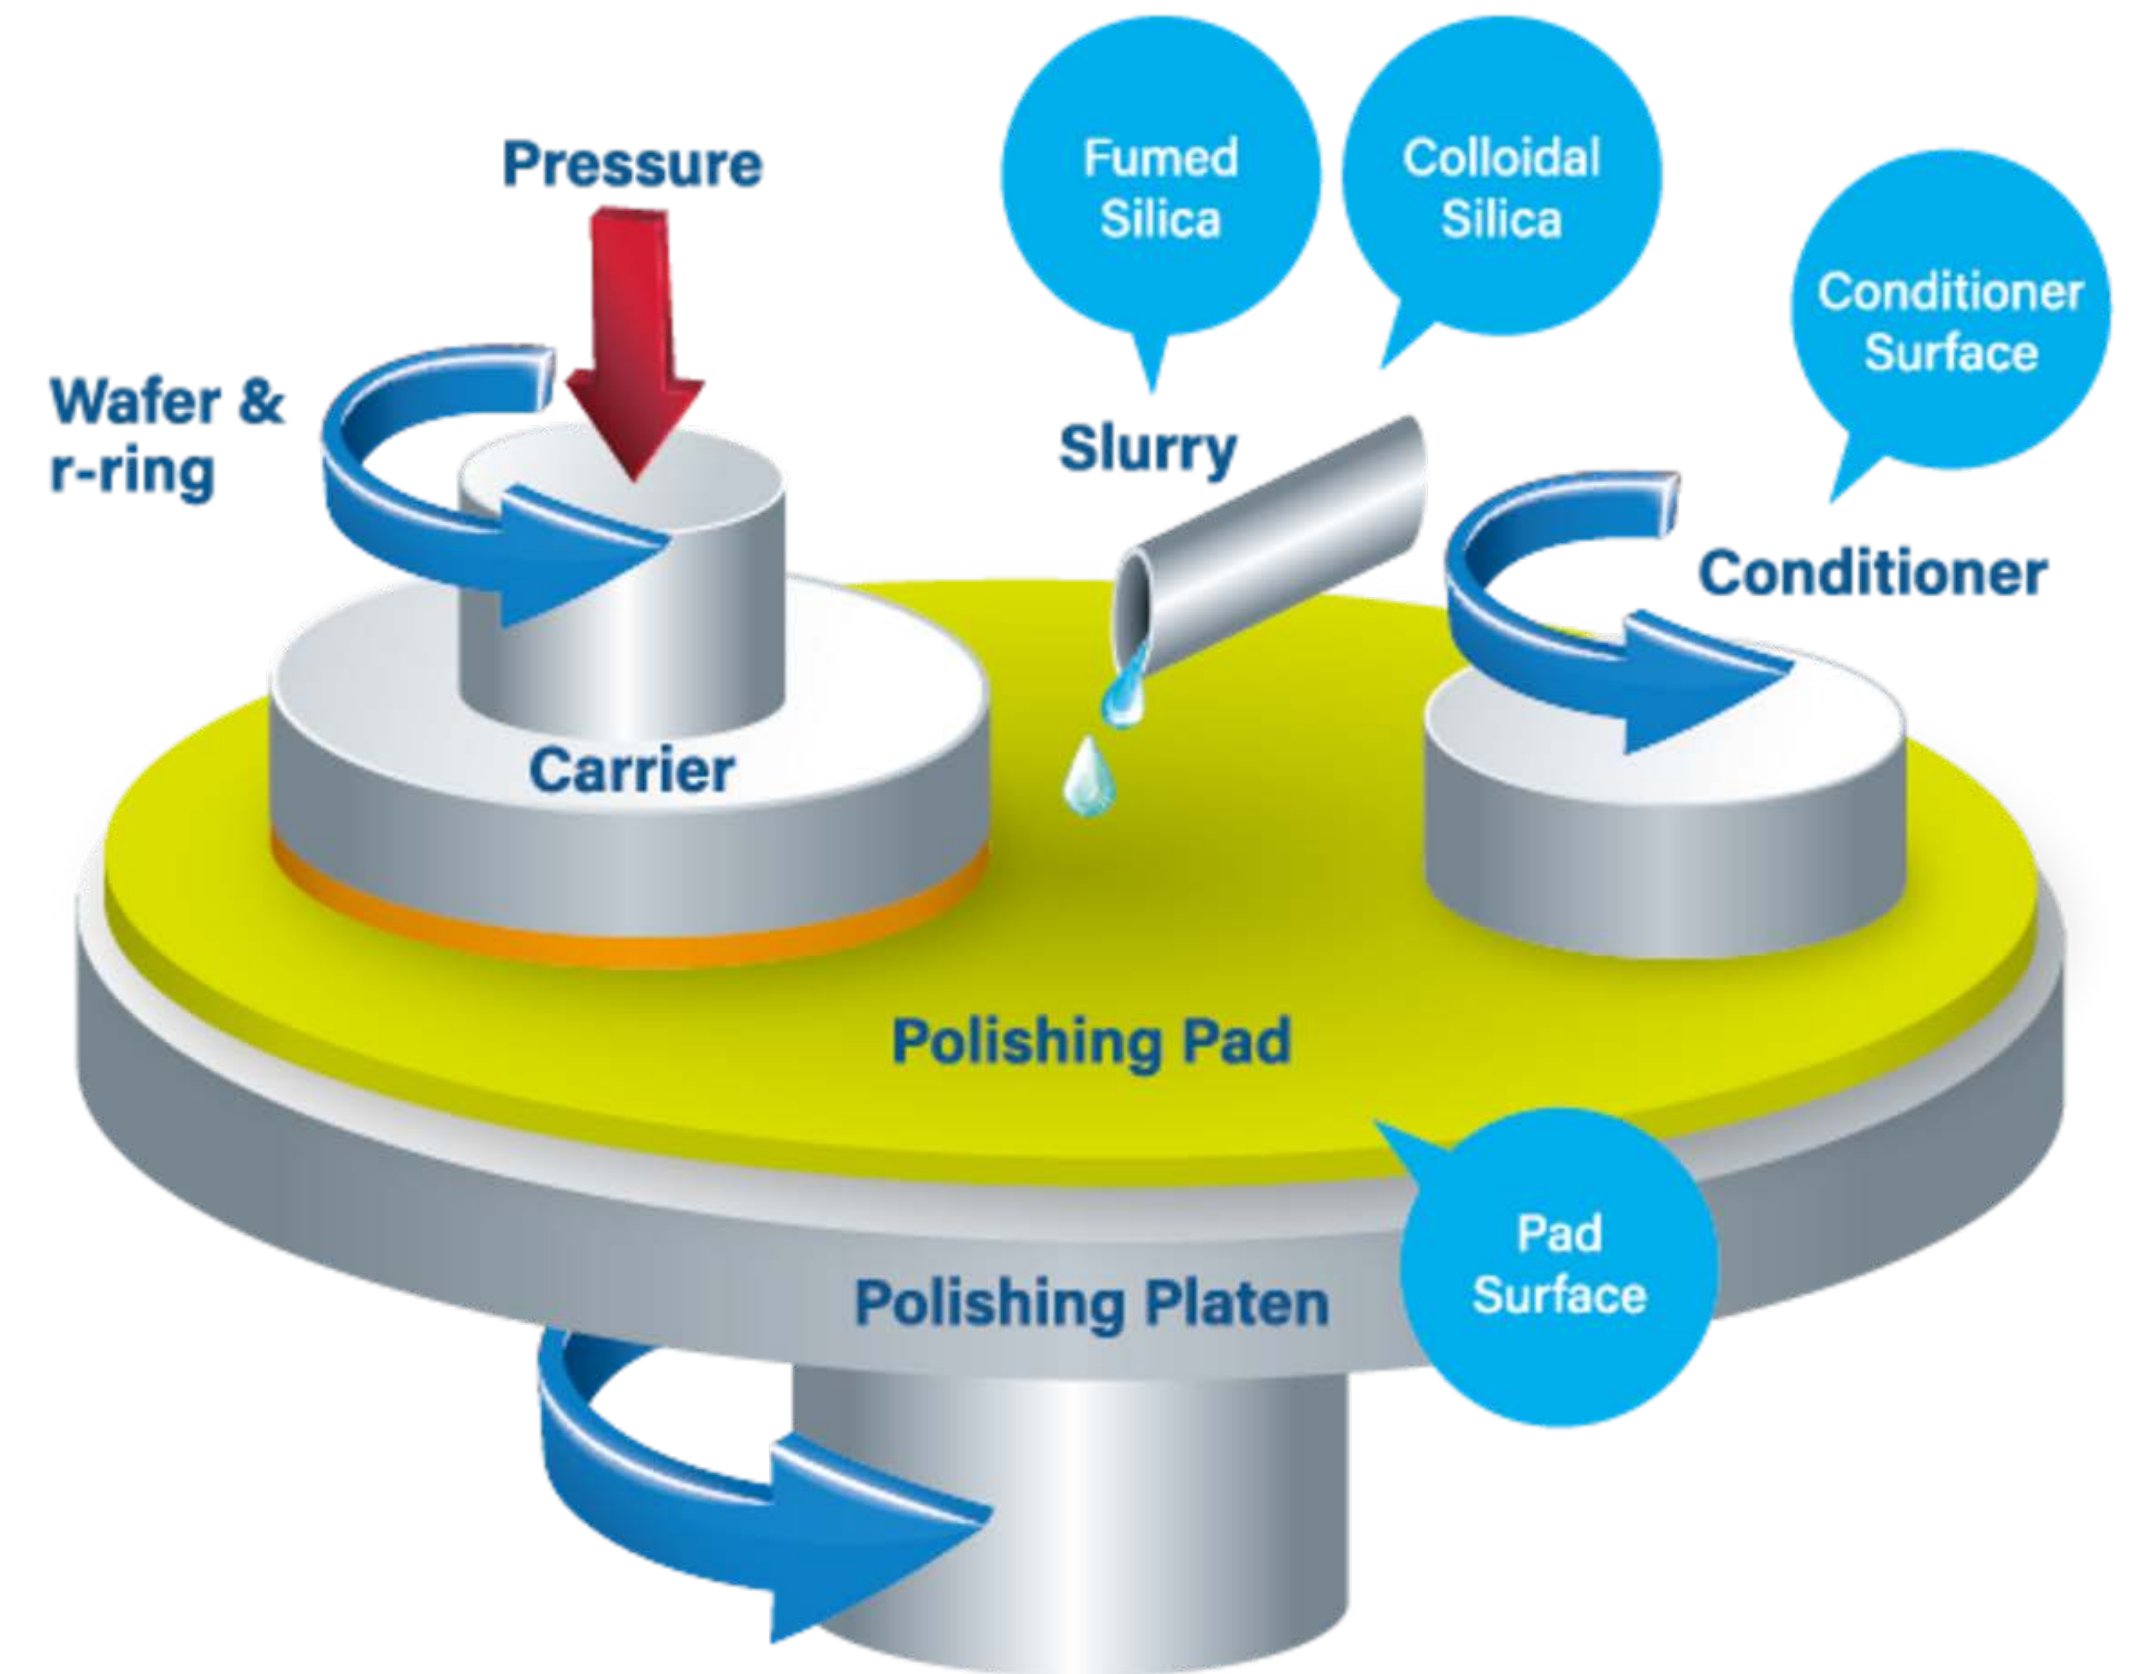 Pressure
Fumed
Silica
Colloidal
Silica
Conditioner
Surface
Wafer &
r-ring
Slurry
Conditioner
Carrier
Polishing Pad
Pad
Surface
Polishing Platen